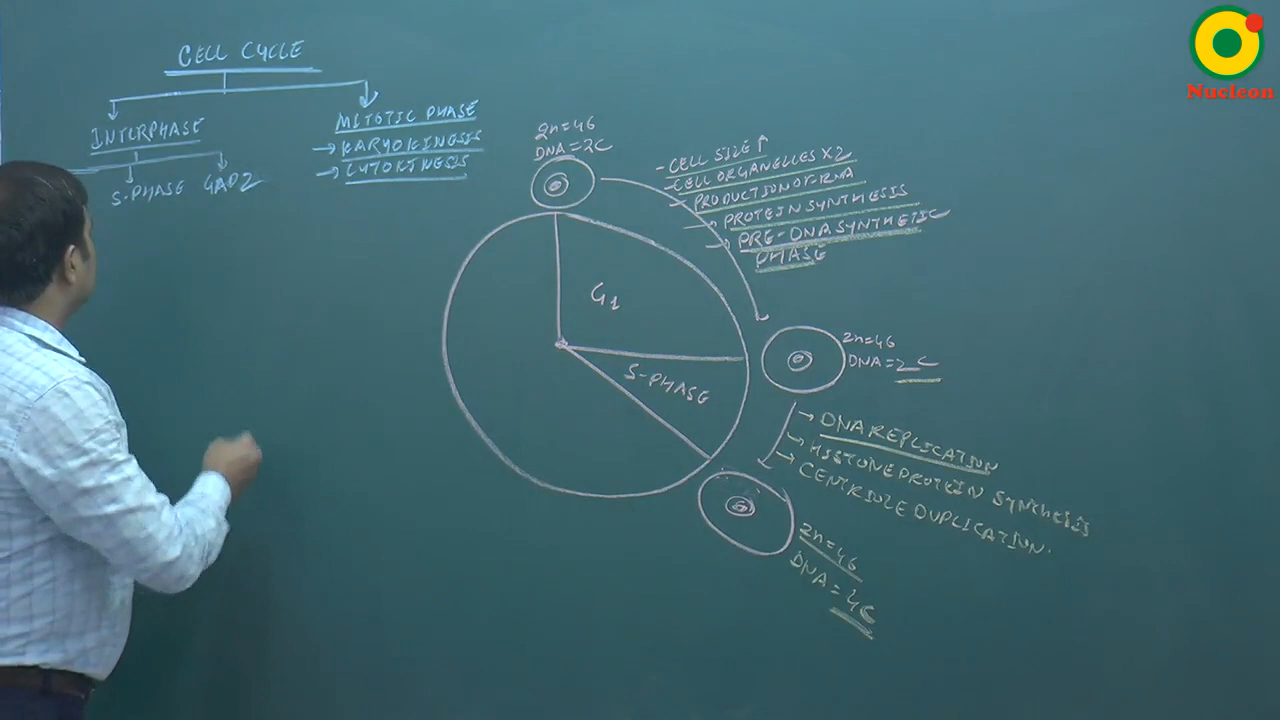 CELL CYCLE
INTERPHASE
S-PHASE GAP2
MITOTIC PHASE
→ KARYOKINESIS
→ CYTOKINESIS
2n=46
DNA=2C
- CELL SIZE ↑
- CELL ORGANELLES X2
- PRODUCTION OF RNA
→ PROTEIN SYNTHESIS
→ PRE-DNA SYNTHETIC
PHASE
G1
S-PHASE
2n=46
DNA=2C
→ DNA REPLICATION
→ HISTONE PROTEIN SYNTHESIS
→ CENTRIOLE DUPLICATION.
2n=46
DNA=4C
Nucleon